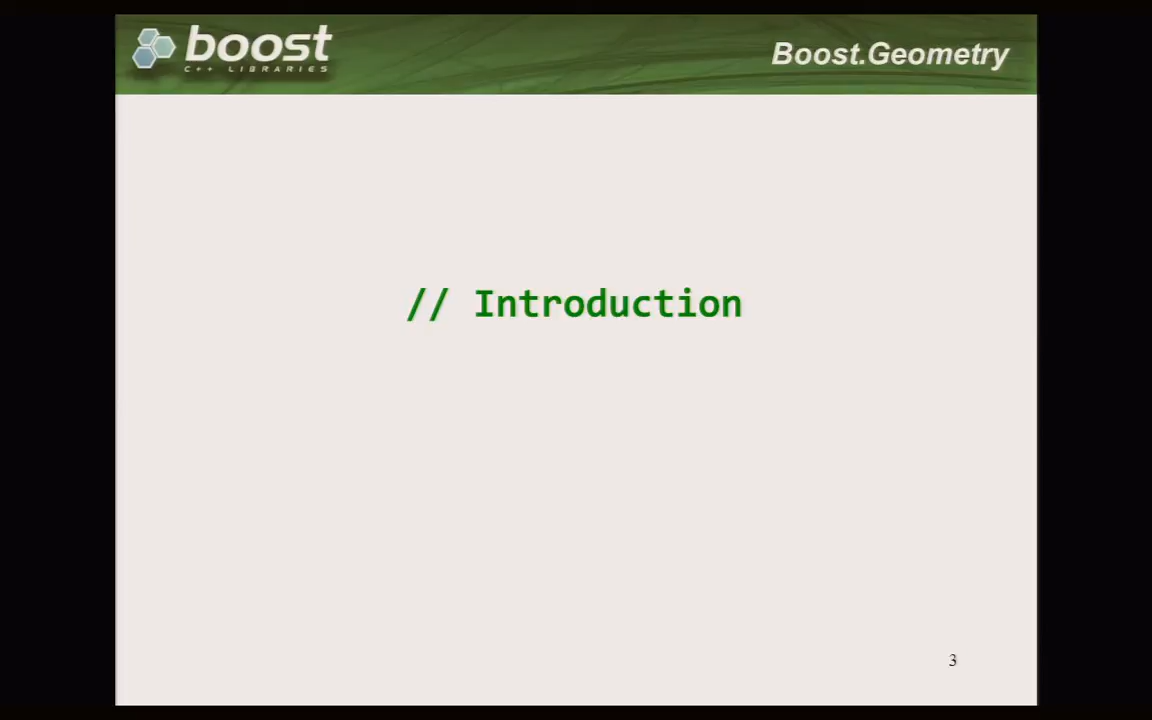 boost
C++ LIBRARIES
Boost.Geometry
// Introduction
3